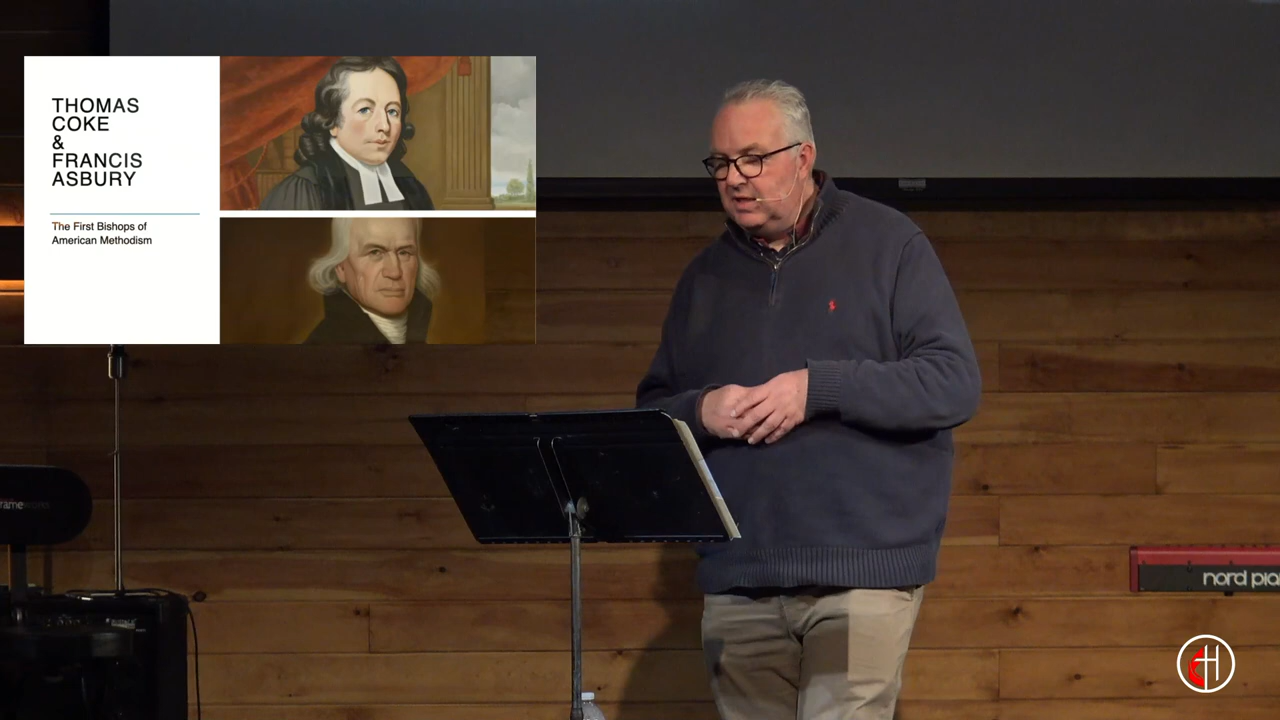 THOMAS
COKE
&
FRANCIS
ASBURY
The First Bishops of
American Methodism
nord pia